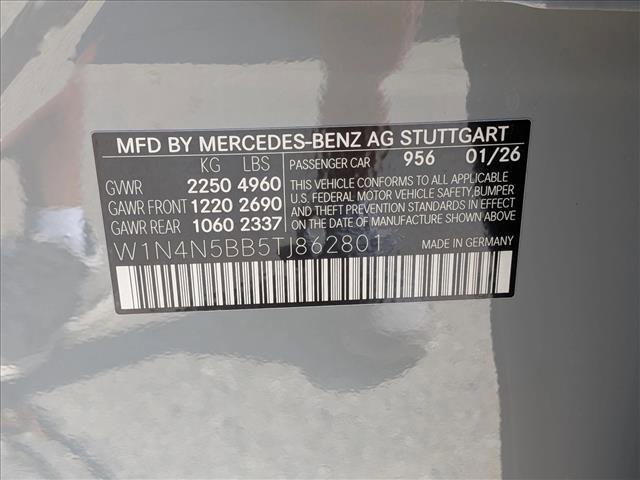 MFD BY MERCEDES-BENZ AG STUTTGART
KG LBS PASSENGER CAR 956 01/26
GVWR 2250 4960
GAWR FRONT 1220 2690
GAWR REAR 1060 2337
THIS VEHICLE CONFORMS TO ALL APPLICABLE
U.S. FEDERAL MOTOR VEHICLE SAFETY, BUMPER
AND THEFT PREVENTION STANDARDS IN EFFECT
ON THE DATE OF MANUFACTURE SHOWN ABOVE.
W1N4N5BB5TJ862801 MADE IN GERMANY